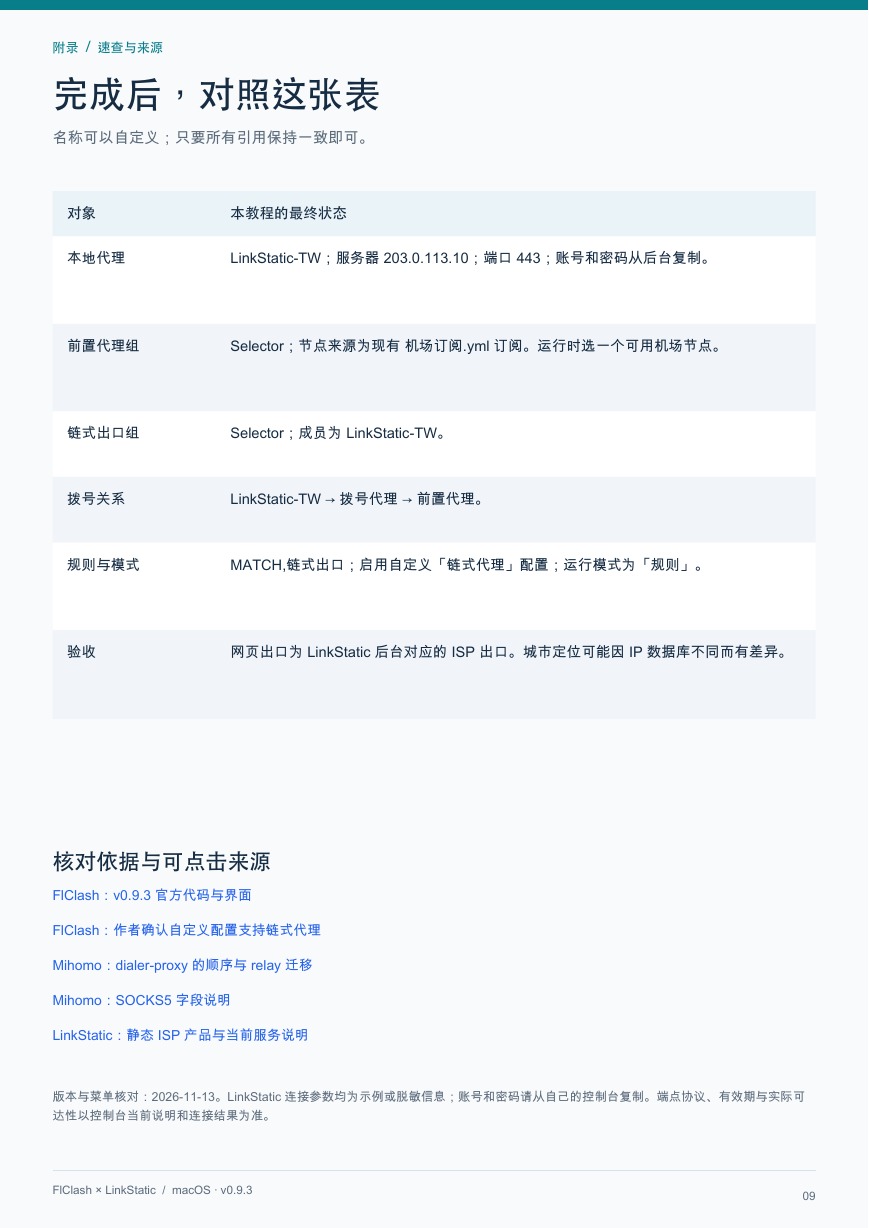 附录 / 速查与来源
完成后，对照这张表
名称可以自定义；只要所有引用保持一致即可。
对象 本教程的最终状态
本地代理 LinkStatic-TW；服务器 203.0.113.10；端口 443；账号和密码从后台复制。
前置代理组 Selector；节点来源为现有 机场订阅.yml 订阅。运行时选一个可用机场节点。
链式出口组 Selector；成员为 LinkStatic-TW。
拨号关系 LinkStatic-TW → 拨号代理 → 前置代理。
规则与模式 MATCH,链式出口；启用自定义「链式代理」配置；运行模式为「规则」。
验收 网页出口为 LinkStatic 后台对应的 ISP 出口。城市定位可能因 IP 数据库不同而有差异。
核对依据与可点击来源
FlClash：v0.9.3 官方代码与界面
FlClash：作者确认自定义配置支持链式代理
Mihomo：dialer-proxy 的顺序与 relay 迁移
Mihomo：SOCKS5 字段说明
LinkStatic：静态 ISP 产品与当前服务说明
版本与菜单核对：2026-11-13。LinkStatic 连接参数均为示例或脱敏信息；账号和密码请从自己的控制台复制。端点协议、有效期与实际可
达性以控制台当前说明和连接结果为准。
FlClash × LinkStatic / macOS · v0.9.3
09